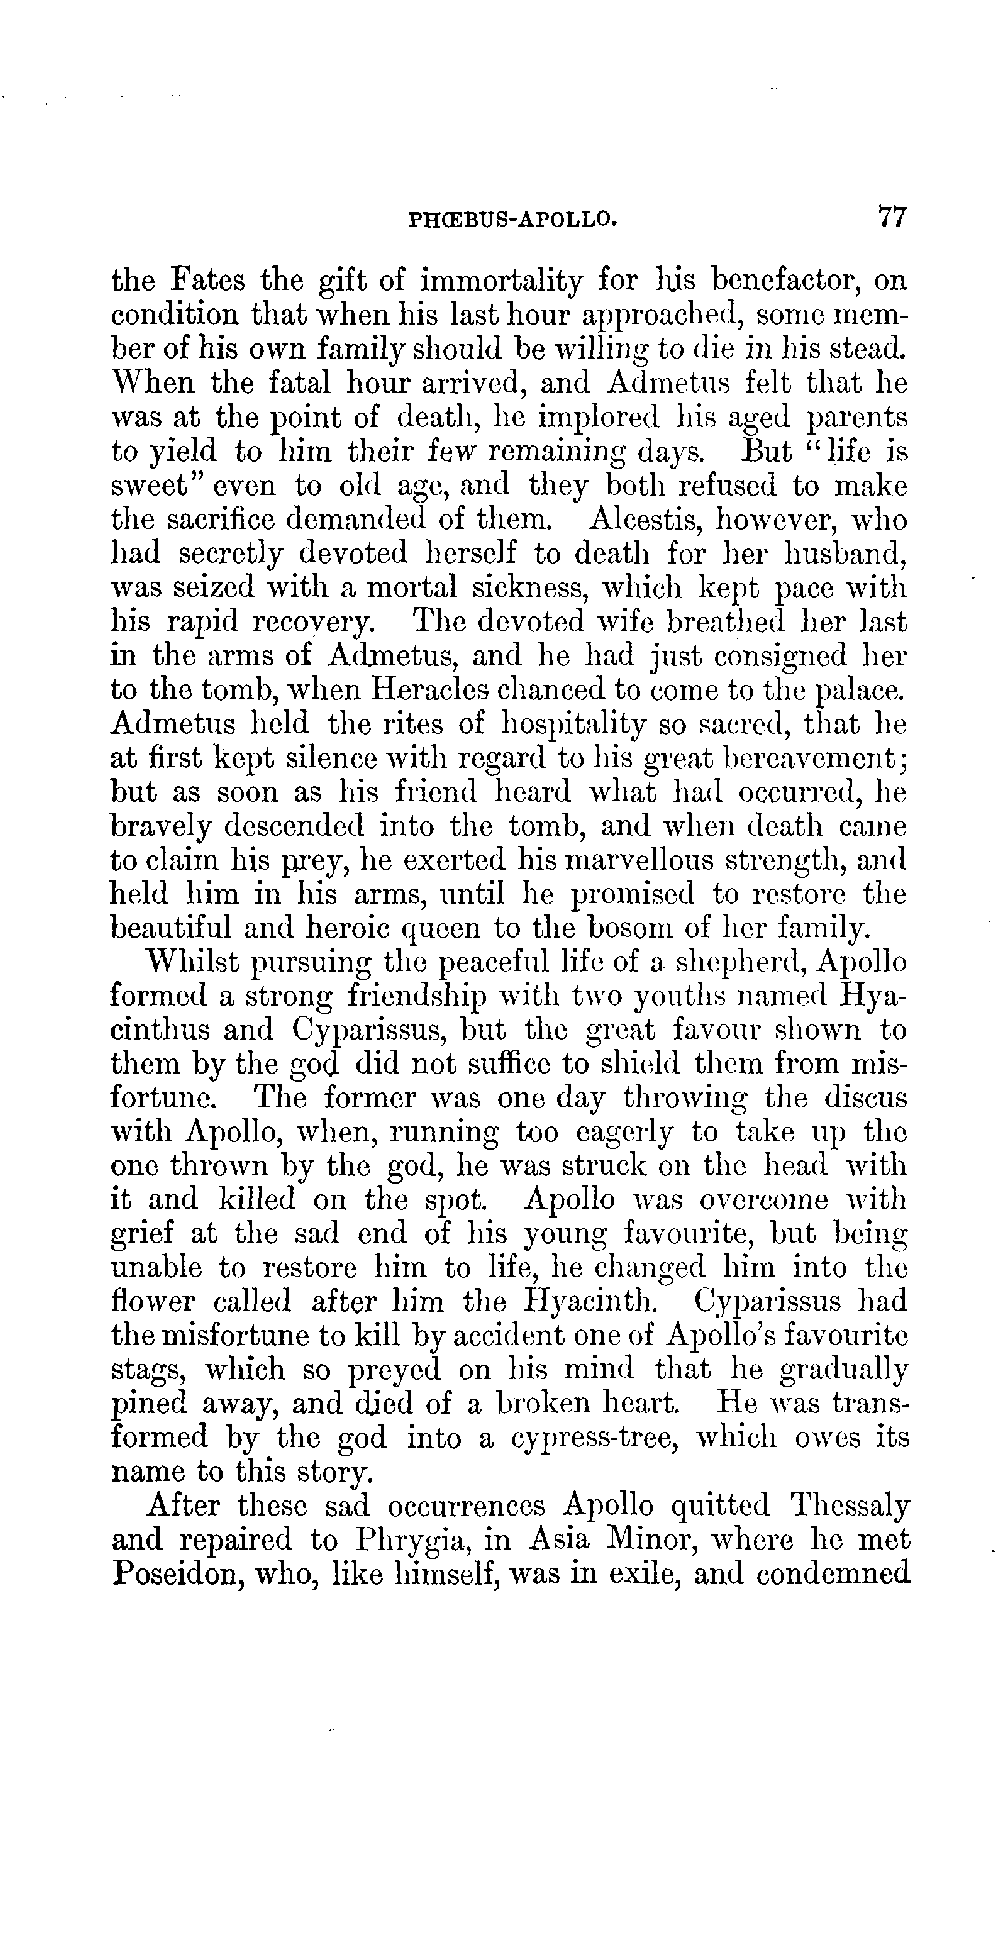 PHŒBUS-APOLLO. 77
the Fates the gift of immortality for his benefactor, on
condition that when his last hour approached, some mem-
ber of his own family should be willing to die in his stead.
When the fatal hour arrived, and Admetus felt that he
was at the point of death, he implored his aged parents
to yield to him their few remaining days. But “life is
sweet” even to old age, and they both refused to make
the sacrifice demanded of them. Alcestis, however, who
had secretly devoted herself to death for her husband,
was seized with a mortal sickness, which kept pace with
his rapid recovery. The devoted wife breathed her last
in the arms of Admetus, and he had just consigned her
to the tomb, when Heracles chanced to come to the palace.
Admetus held the rites of hospitality so sacred, that he
at first kept silence with regard to his great bereavement;
but as soon as his friend heard what had occurred, he
bravely descended into the tomb, and when death came
to claim his prey, he exerted his marvellous strength, and
held him in his arms, until he promised to restore the
beautiful and heroic queen to the bosom of her family.
Whilst pursuing the peaceful life of a shepherd, Apollo
formed a strong friendship with two youths named Hya-
cinthus and Cyparissus, but the great favour shown to
them by the god did not suffice to shield them from mis-
fortune. The former was one day throwing the discus
with Apollo, when, running too eagerly to take up the
one thrown by the god, he was struck on the head with
it and killed on the spot. Apollo was overcome with
grief at the sad end of his young favourite, but being
unable to restore him to life, he changed him into the
flower called after him the Hyacinth. Cyparissus had
the misfortune to kill by accident one of Apollo’s favourite
stags, which so preyed on his mind that he gradually
pined away, and died of a broken heart. He was trans-
formed by the god into a cypress-tree, which owes its
name to this story.
After these sad occurrences Apollo quitted Thessaly
and repaired to Phrygia, in Asia Minor, where he met
Poseidon, who, like himself, was in exile, and condemned